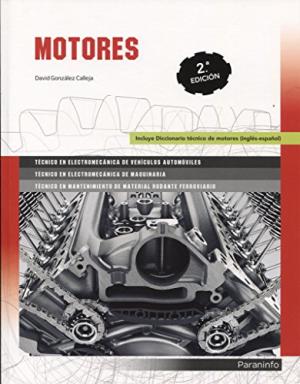 MOTORES
David González Calleja
2.ª
EDICIÓN
Incluye Diccionario técnico de motores (inglés-español)
TÉCNICO EN ELECTROMECÁNICA DE VEHÍCULOS AUTOMÓVILES
TÉCNICO EN ELECTROMECÁNICA DE MAQUINARIA
TÉCNICO EN MANTENIMIENTO DE MATERIAL RODANTE FERROVIARIO
Paraninfo